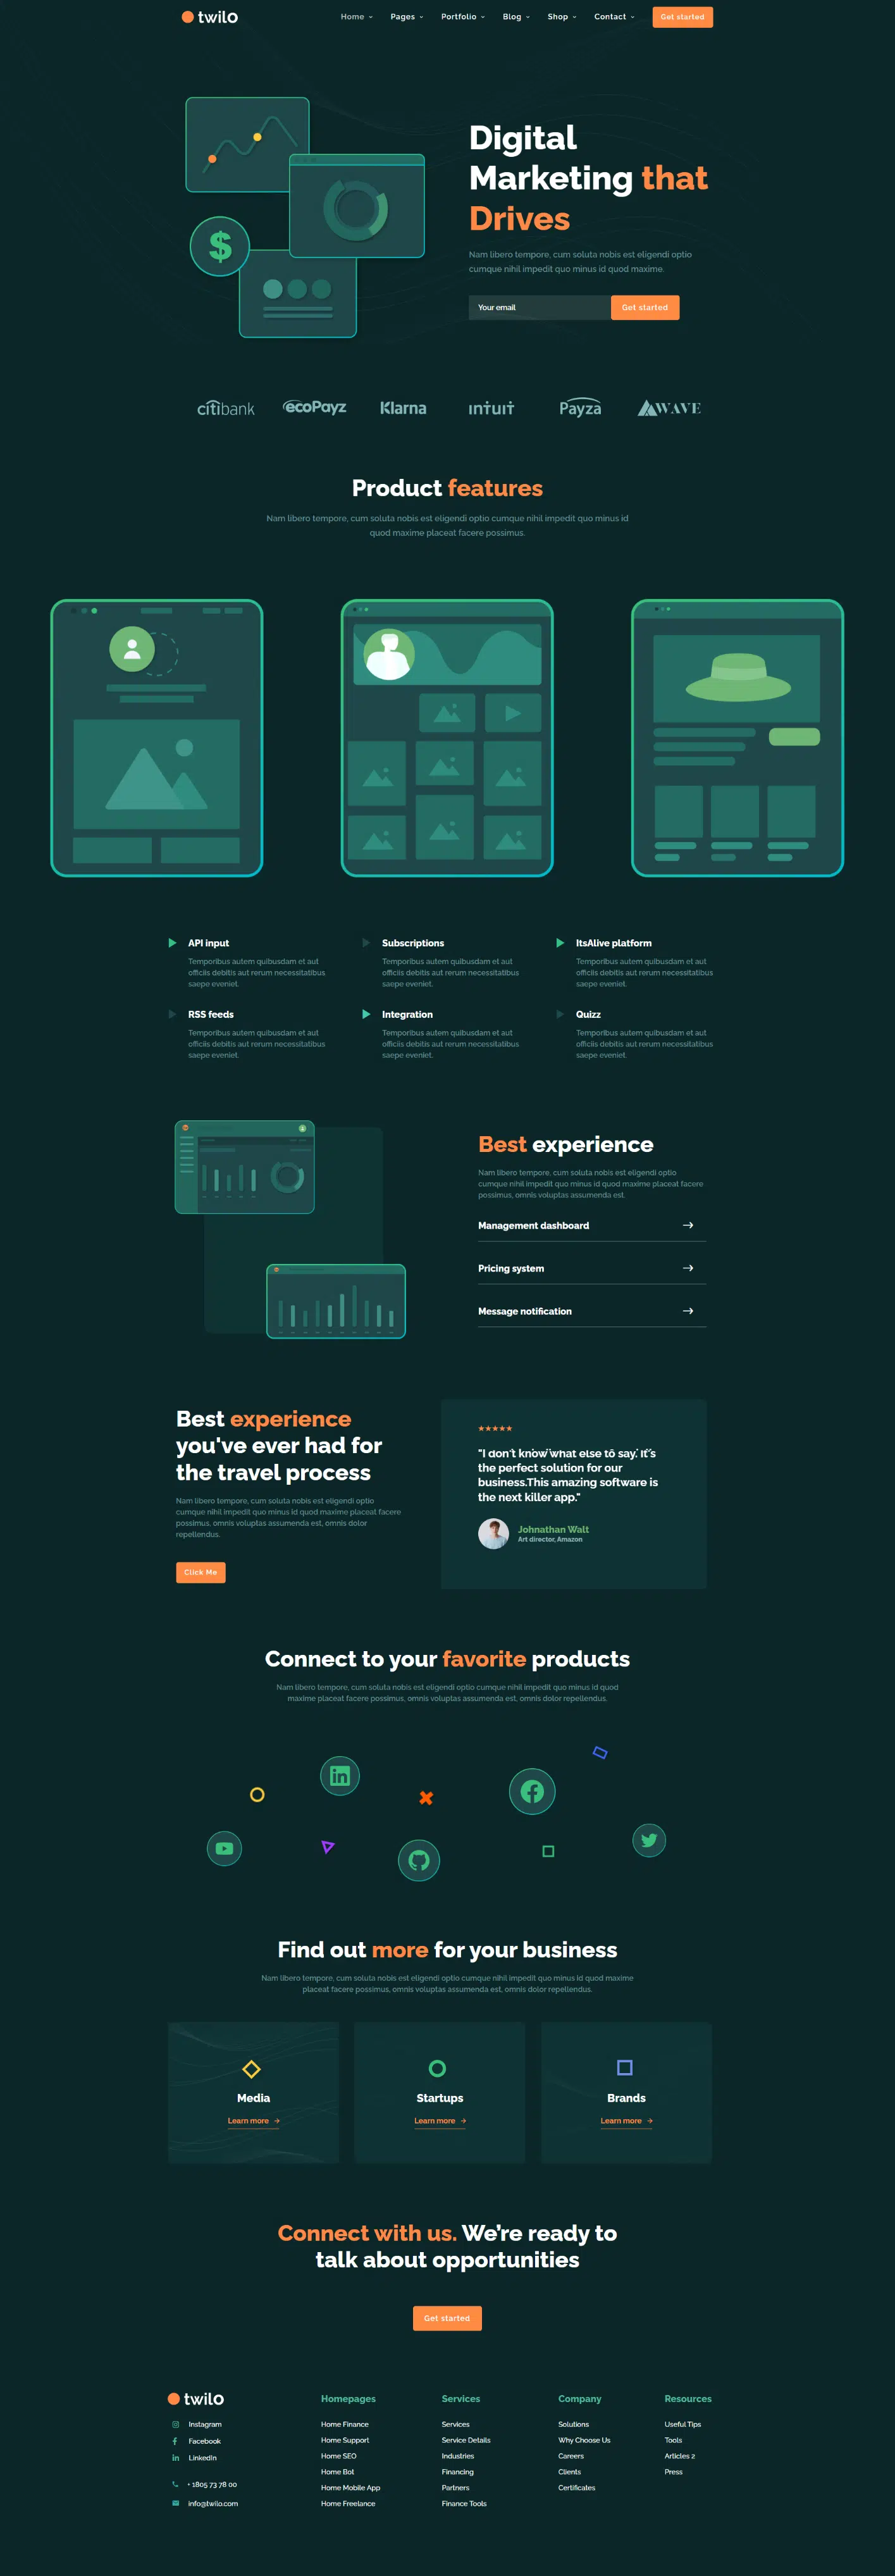 twilo
Home Pages Portfolio Blog Shop Contact Get started
Digital
Marketing that
Drives
Nam libero tempore, cum soluta nobis est eligendi optio
cumque nihil impedit quo minus id quod maxime.
Your email Get started
$
citibank ecoPayz Klarna intuit Payza WAVE
Product features
Nam libero tempore, cum soluta nobis est eligendi optio cumque nihil impedit quo minus id
quod maxime placeat facere possimus.
API input
Temporibus autem quibusdam et aut
officiis debitis aut rerum necessitatibus
saepe eveniet.
Subscriptions
Temporibus autem quibusdam et aut
officiis debitis aut rerum necessitatibus
saepe eveniet.
ItsAlive platform
Temporibus autem quibusdam et aut
officiis debitis aut rerum necessitatibus
saepe eveniet.
RSS feeds
Temporibus autem quibusdam et aut
officiis debitis aut rerum necessitatibus
saepe eveniet.
Integration
Temporibus autem quibusdam et aut
officiis debitis aut rerum necessitatibus
saepe eveniet.
Quizz
Temporibus autem quibusdam et aut
officiis debitis aut rerum necessitatibus
saepe eveniet.
Best experience
Nam libero tempore, cum soluta nobis est eligendi optio
cumque nihil impedit quo minus id quod maxime placeat facere
possimus, omnis voluptas assumenda est.
Management dashboard
Pricing system
Message notification
Best experience
you've ever had for
the travel process
Nam libero tempore, cum soluta nobis est eligendi optio
cumque nihil impedit quo minus id quod maxime placeat facere
possimus, omnis voluptas assumenda est, omnis dolor
repellendus.
Click Me
"I don't know what else to say. It's
the perfect solution for our
business.This amazing software is
the next killer app."
Johnathan Walt
Art director, Amazon
Connect to your favorite products
Nam libero tempore, cum soluta nobis est eligendi optio cumque nihil impedit quo minus id quod
maxime placeat facere possimus, omnis voluptas assumenda est, omnis dolor repellendus.
Find out more for your business
Nam libero tempore, cum soluta nobis est eligendi optio cumque nihil impedit quo minus id quod maxime
placeat facere possimus, omnis voluptas assumenda est, omnis dolor repellendus.
Media
Learn more
Startups
Learn more
Brands
Learn more
Connect with us. We're ready to
talk about opportunities
Get started
twilo
Instagram
Facebook
LinkedIn
+ 1805 73 78 00
info@twilo.com
Homepages
Home Finance
Home Support
Home SEO
Home Bot
Home Mobile App
Home Freelance
Services
Services
Service Details
Industries
Financing
Partners
Finance Tools
Company
Solutions
Why Choose Us
Careers
Clients
Certificates
Resources
Useful Tips
Tools
Articles 2
Press